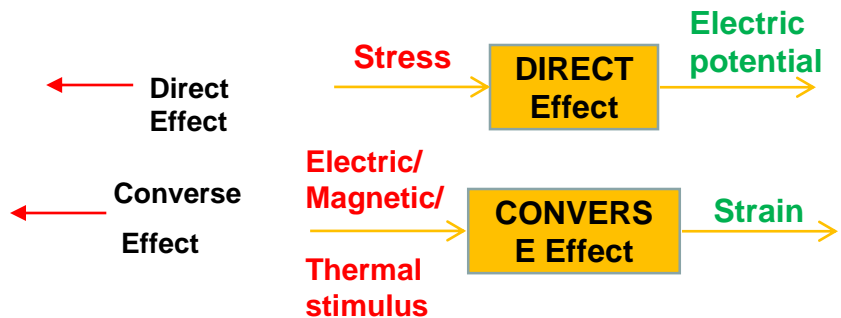 Direct
Effect
Stress
DIRECT
Effect
Electric
potential
Converse
Effect
Electric/
Magnetic/
Thermal
stimulus
CONVERS
E Effect
Strain